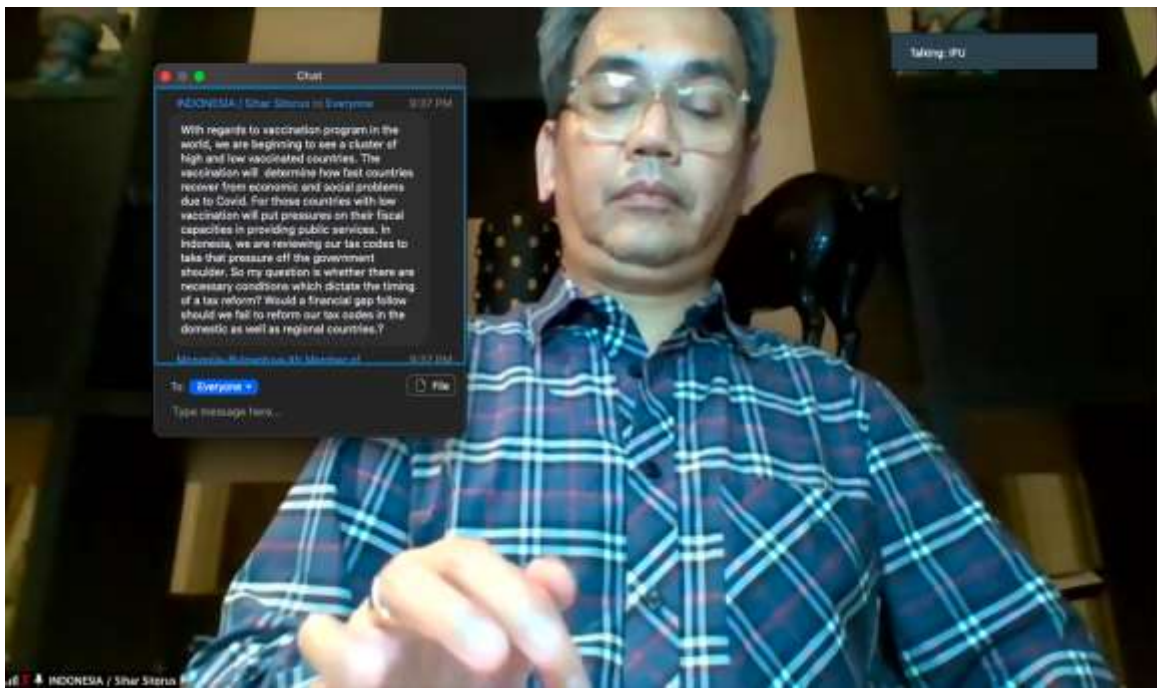 Talking: IPU
Chat
INDONESIA / Sihar Sitorus to Everyone 9:37 PM
With regards to vaccination program in the
world, we are beginning to see a cluster of
high and low vaccinated countries. The
vaccination will determine how fast countries
recover from economic and social problems
due to Covid. For those countries with low
vaccination will put pressures on their fiscal
capacities in providing public services. In
Indonesia, we are reviewing our tax codes to
take that pressure off the government
shoulder. So my question is whether there are
necessary conditions which dictate the timing
of a tax reform? Would a financial gap follow
should we fail to reform our tax codes in the
domestic as well as regional countries.?
9:37 PM
To Everyone
File
Type message here...
INDONESIA / Sihar Sitorus